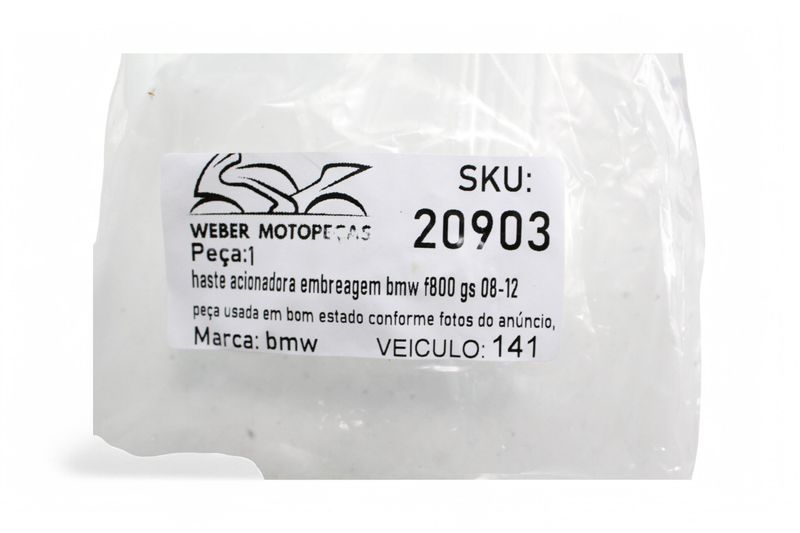 SKU:
20903
WEBER MOTOPEÇAS
Peça:1
haste acionadora embreagem bmw f800 gs 08-12
peça usada em bom estado conforme fotos do anúncio,
Marca: bmw VEICULO: 141